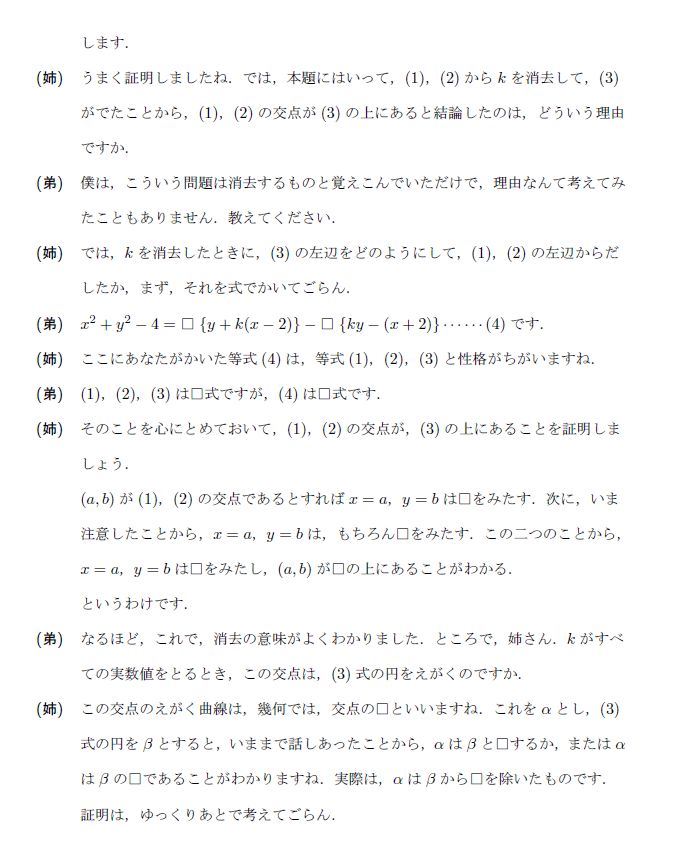 します．
(姉) うまく証明しましたね．では，本題にはいって，(1)，(2) から k を消去して，(3)
がでたことから，(1)，(2) の交点が (3) の上にあると結論したのは，どういう理由
ですか．
(弟) 僕は，こういう問題は消去するものと覚えこんでいただけで，理由なんて考えてみ
たこともありません．教えてください．
(姉) では，k を消去したときに，(3) の左辺をどのようにして，(1)，(2) の左辺からだ
したか，まず，それを式でかいてごらん．
(弟) x² + y² − 4 = □ {y + k(x − 2)} − □ {ky − (x + 2)} ⋯⋯ (4) です．
(姉) ここにあなたがかいた等式 (4) は，等式 (1)，(2)，(3) と性格がちがいますね．
(弟) (1)，(2)，(3) は□式ですが，(4) は□式です．
(姉) そのことを心にとめておいて，(1)，(2) の交点が，(3) の上にあることを証明しま
しょう．
(a, b) が (1)，(2) の交点であるとすれば x = a，y = b は□をみたす．次に，いま
注意したことから，x = a，y = b は，もちろん□をみたす．この二つのことから，
x = a，y = b は□をみたし，(a, b) が□の上にあることがわかる．
というわけです．
(弟) なるほど，これで，消去の意味がよくわかりました．ところで，姉さん．k がすべ
ての実数値をとるとき，この交点は，(3) 式の円をえがくのですか．
(姉) この交点のえがく曲線は，幾何では，交点の□といいますね．これを α とし，(3)
式の円を β とすると，いままで話しあったことから，α は β と□するか，または α
は β の□であることがわかりますね．実際は，α は β から□を除いたものです．
証明は，ゆっくりあとで考えてごらん．